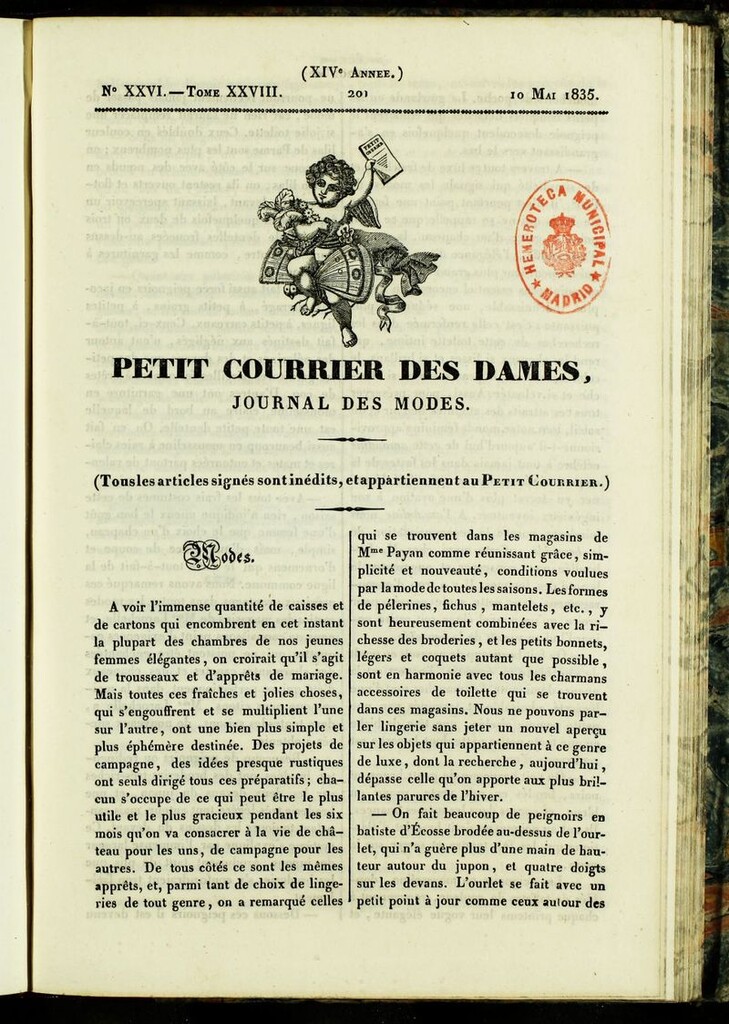 (XIVe Annee.)
No XXVI.—Tome XXVIII. 201 10 Mai 1835.
PETIT
HEMEROTECA MUNICIPAL
★ MADRID ★
PETIT COURRIER DES DAMES,
JOURNAL DES MODES.
(Tous les articles signés sont inédits, et appartiennent au Petit Courrier.)
Modes.
A voir l'immense quantité de caisses et
de cartons qui encombrent en cet instant
la plupart des chambres de nos jeunes
femmes élégantes, on croirait qu'il s'agit
de trousseaux et d'apprêts de mariage.
Mais toutes ces fraîches et jolies choses,
qui s'engouffrent et se multiplient l'une
sur l'autre, ont une bien plus simple et
plus éphémère destinée. Des projets de
campagne, des idées presque rustiques
ont seuls dirigé tous ces préparatifs; cha-
cun s'occupe de ce qui peut être le plus
utile et le plus gracieux pendant les six
mois qu'on va consacrer à la vie de châ-
teau pour les uns, de campagne pour les
autres. De tous côtés ce sont les mêmes
apprêts, et, parmi tant de choix de linge-
ries de tout genre, on a remarqué celles
qui se trouvent dans les magasins de
Mme Payan comme réunissant grâce, sim-
plicité et nouveauté, conditions voulues
par la mode de toutes les saisons. Les formes
de pélerines, fichus, mantelets, etc., y
sont heureusement combinées avec la ri-
chesse des broderies, et les petits bonnets,
légers et coquets autant que possible,
sont en harmonie avec tous les charmans
accessoires de toilette qui se trouvent
dans ces magasins. Nous ne pouvons par-
ler lingerie sans jeter un nouvel aperçu
sur les objets qui appartiennent à ce genre
de luxe, dont la recherche, aujourd'hui,
dépasse celle qu'on apporte aux plus bril-
lantes parures de l'hiver.
— On fait beaucoup de peignoirs en
batiste d'Écosse brodée au-dessus de l'our-
let, qui n'a guère plus d'une main de hau-
teur autour du jupon, et quatre doigts
sur les devans. L'ourlet se fait avec un
petit point à jour comme ceux autour des